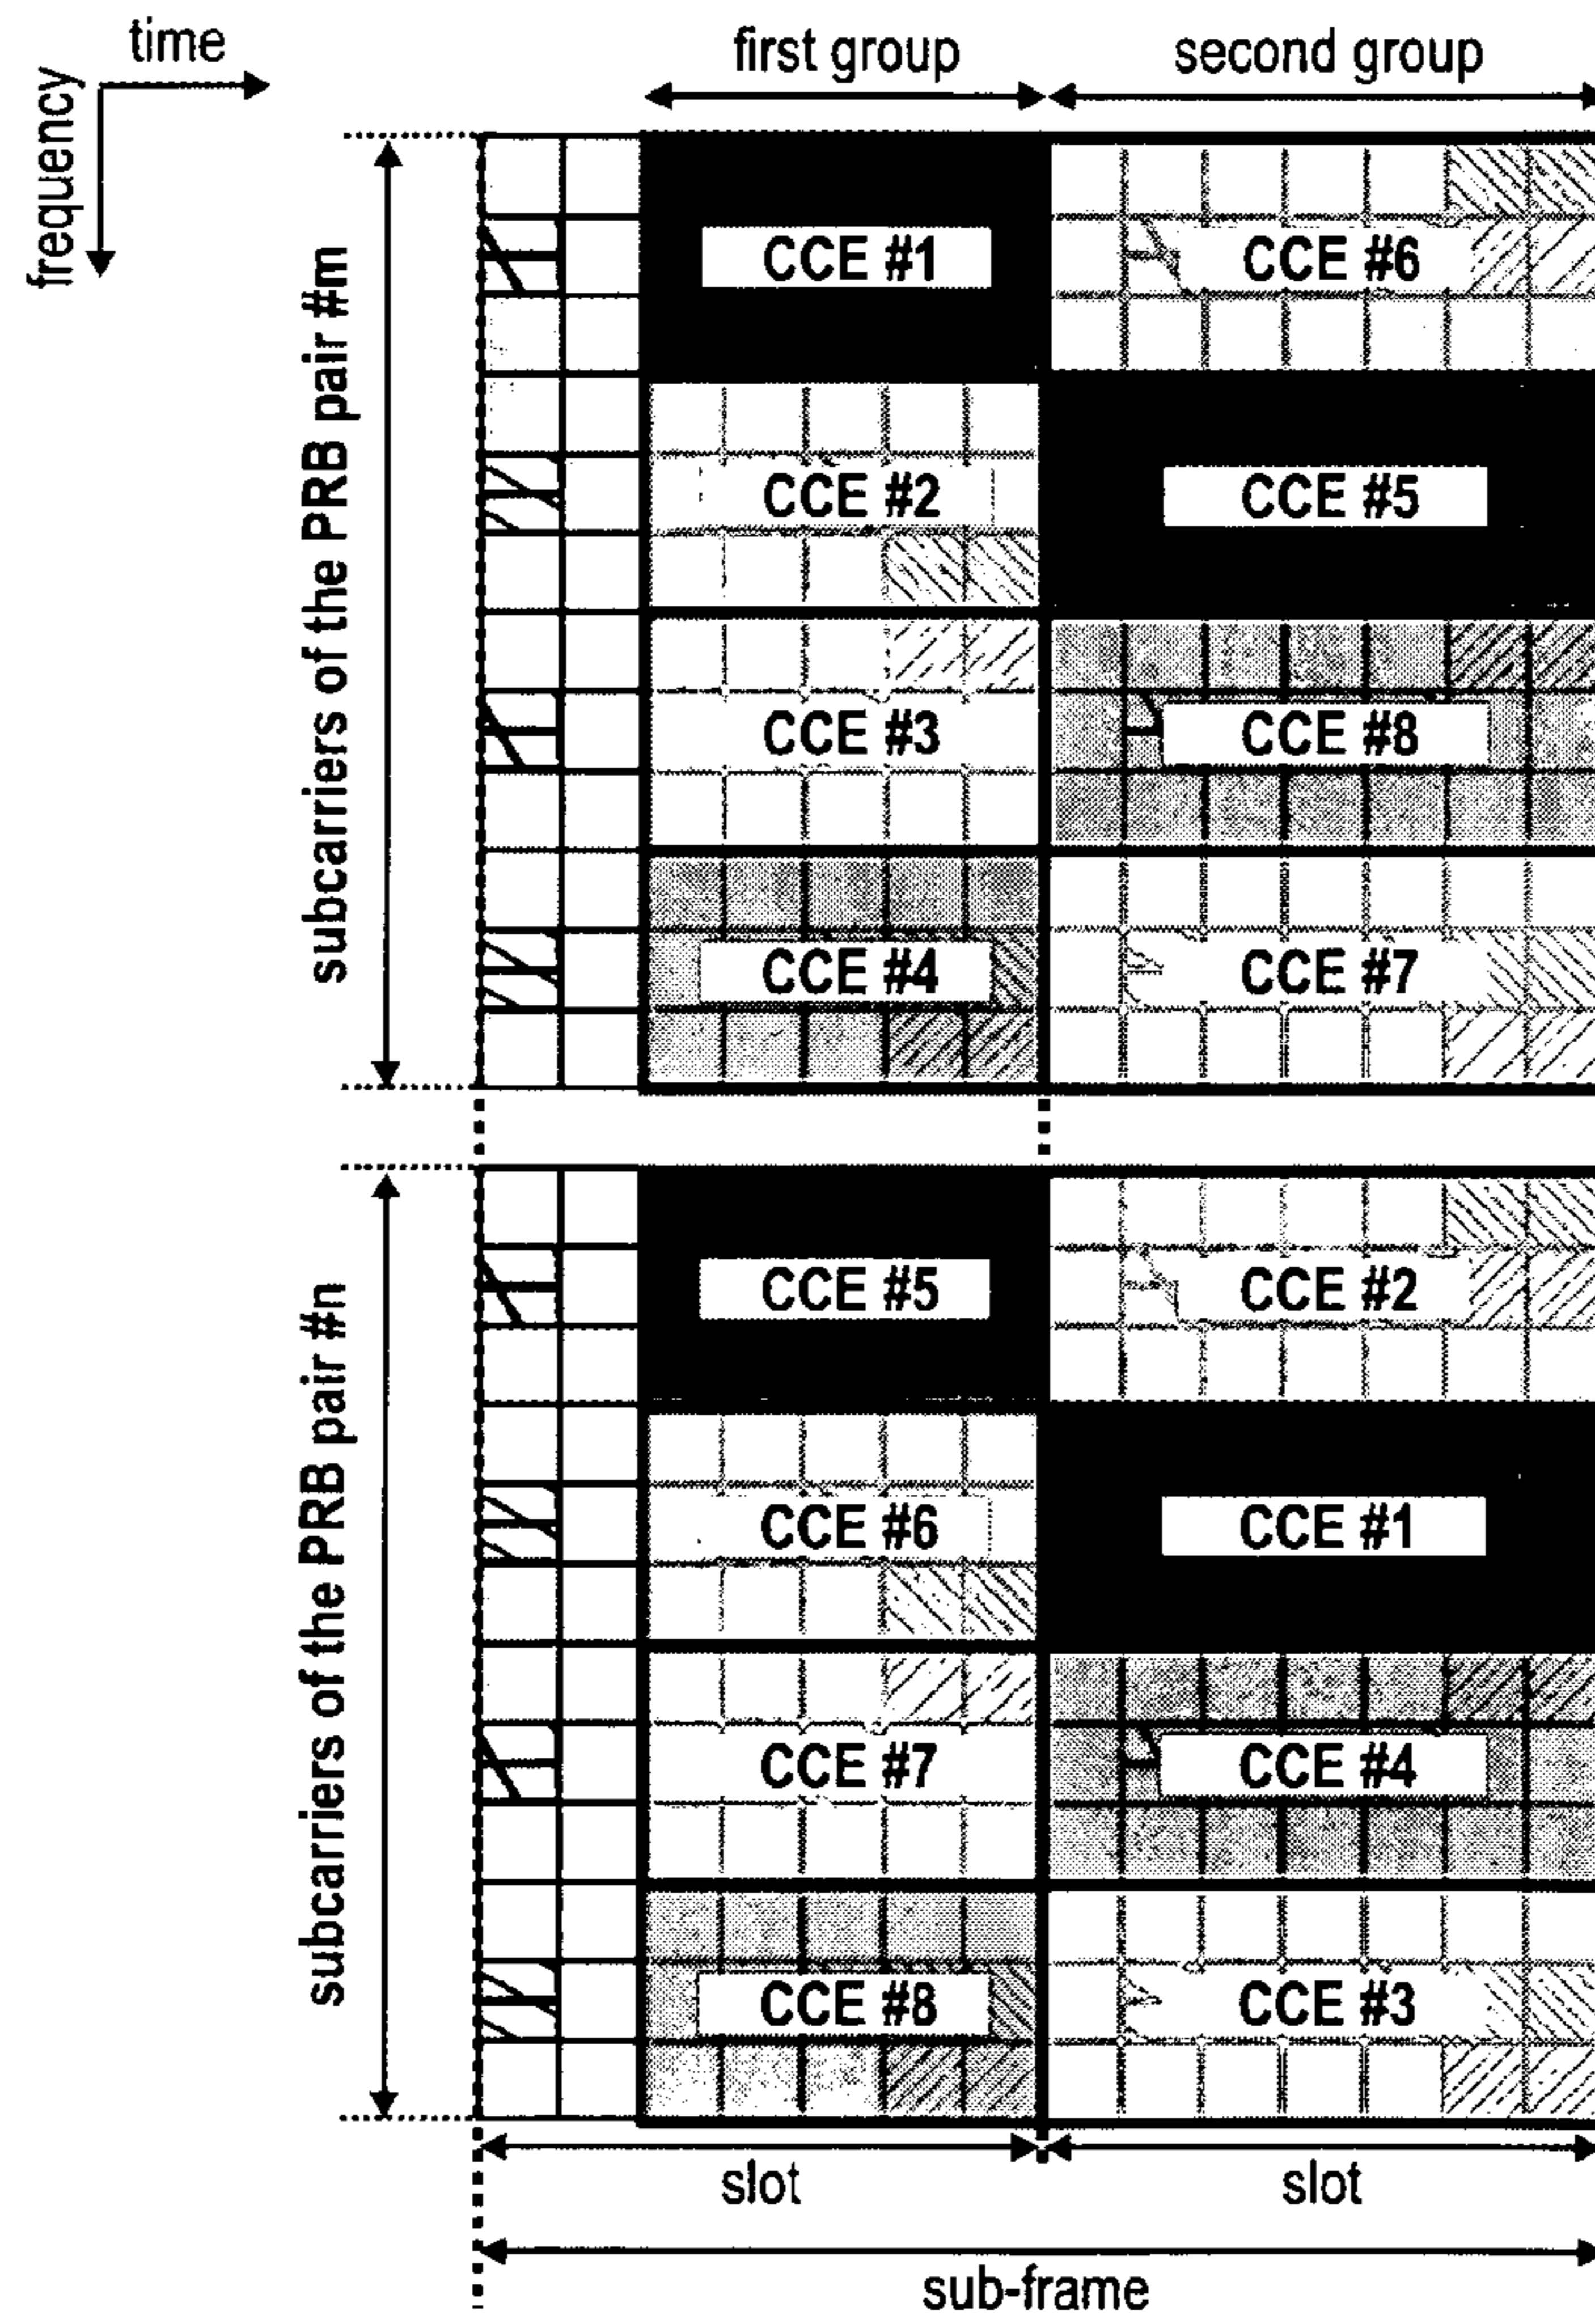 time
first group
second group
frequency
subcarriers of the PRB pair #m
CCE #1
CCE #6
CCE #2
CCE #5
CCE #3
CCE #8
CCE #4
CCE #7
subcarriers of the PRB pair #n
CCE #5
CCE #2
CCE #6
CCE #1
CCE #7
CCE #4
CCE #8
CCE #3
slot
slot
sub-frame